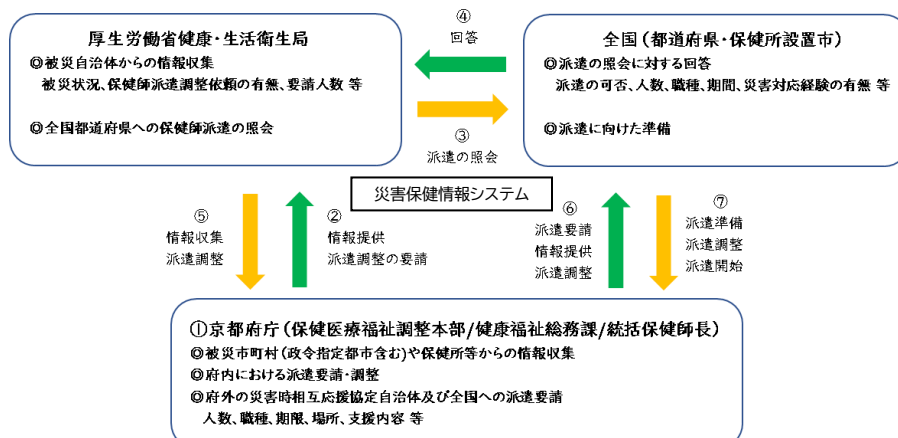 ④
回答
厚生労働省健康・生活衛生局
◎被災自治体からの情報収集
被災状況、保健師派遣調整依頼の有無、要請人数 等
◎全国都道府県への保健師派遣の照会
全国（都道府県・保健所設置市）
◎派遣の照会に対する回答
派遣の可否、人数、職種、期間、災害対応経験の有無 等
◎派遣に向けた準備
③
派遣の照会
災害保健情報システム
⑤
情報収集
派遣調整
②
情報提供
派遣調整の要請
⑥
派遣要請
情報提供
派遣調整
⑦
派遣準備
派遣調整
派遣開始
①京都府庁（保健医療福祉調整本部/健康福祉総務課/統括保健師長）
◎被災市町村（政令指定都市含む)や保健所等からの情報収集
◎府内における派遣要請・調整
◎府外の災害時相互応援協定自治体及び全国への派遣要請
人数、職種、期限、場所、支援内容 等